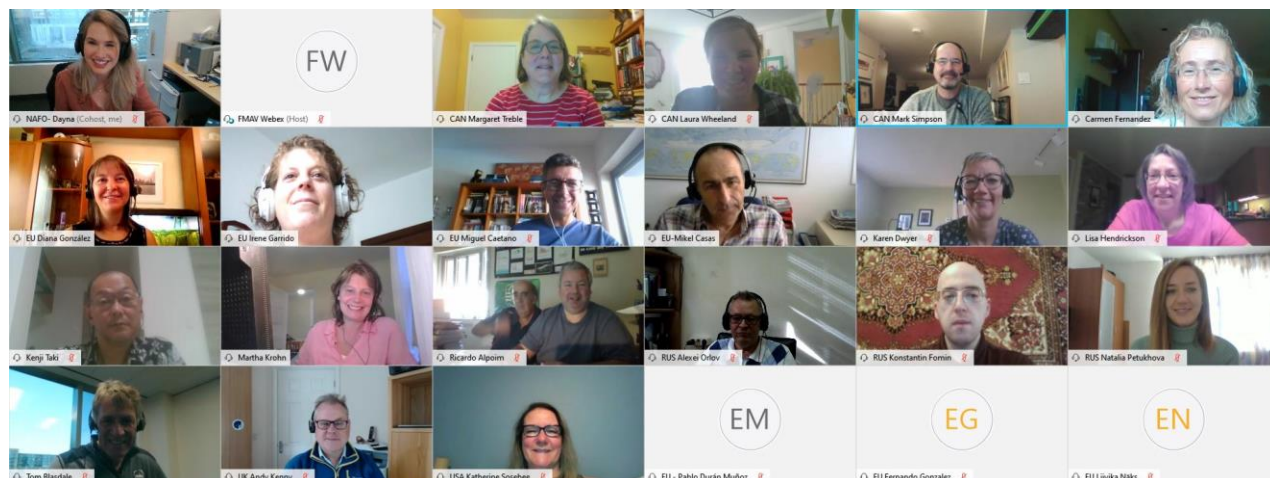 NAFO- Dayna (Cohost, me)
FW
FMAV Webex (Host)
CAN Margaret Treble
CAN Laura Wheeland
CAN Mark Simpson
Carmen Fernandez
EU Diana González
EU Irene Garrido
EU Miguel Caetano
EU-Mikel Casas
Karen Dwyer
Lisa Hendrickson
Kenji Taki
Martha Krohn
Ricardo Alpoim
RUS Alexei Orlov
RUS Konstantin Fomin
RUS Natalia Petukhova
Tom Blasdale
UK Andy Kenny
USA Katherine Sosebee
EM
EU - Pablo Durán Muñoz
EG
EU Fernando Gonzalez
EN
EU Liivika Näks